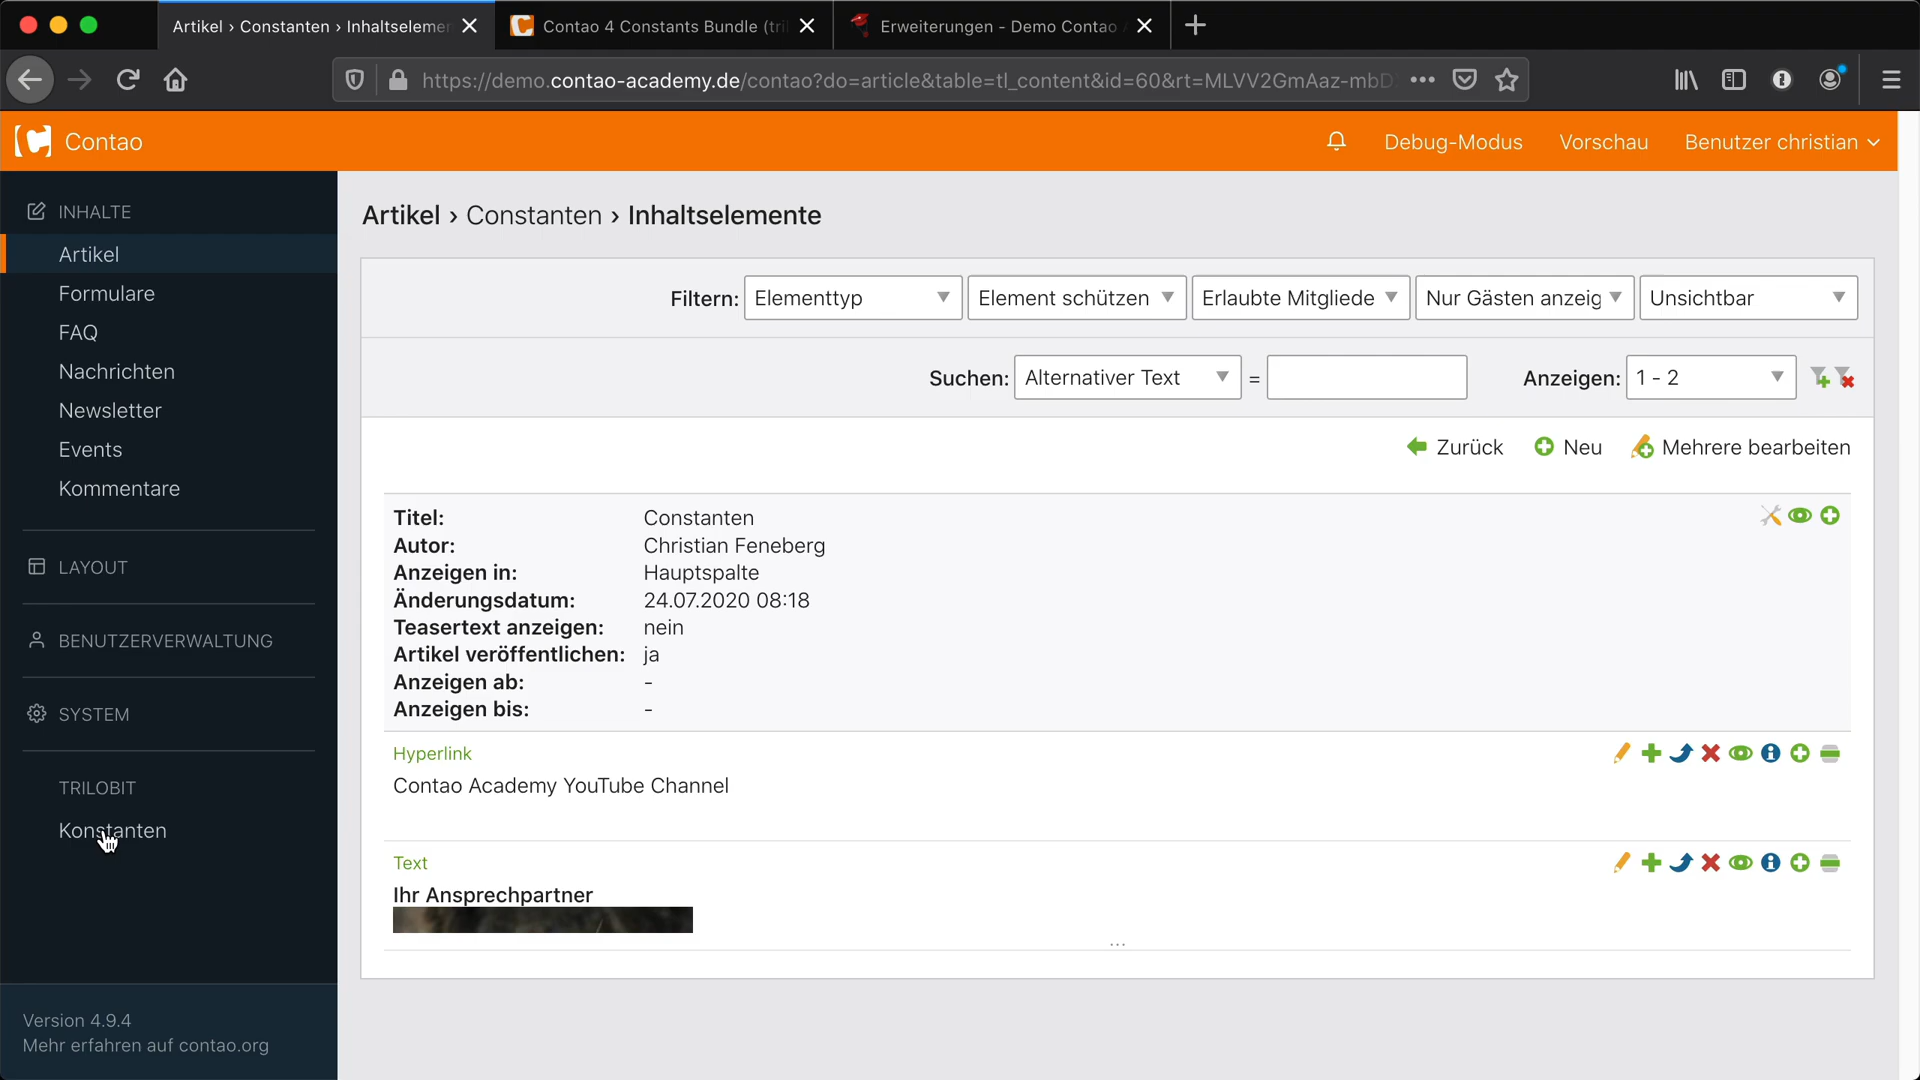 Artikel › Constanten › Inhaltselemen
Contao 4 Constants Bundle (tri
Erweiterungen - Demo Contao
https://demo.contao-academy.de/contao?do=article&table=tl_content&id=60&rt=MLVV2GmAaz-mbD
Contao
Debug-Modus
Vorschau
Benutzer christian
INHALTE
Artikel
Formulare
FAQ
Nachrichten
Newsletter
Events
Kommentare
LAYOUT
BENUTZERVERWALTUNG
SYSTEM
TRILOBIT
Konstanten
Version 4.9.4
Mehr erfahren auf contao.org
Artikel › Constanten › Inhaltselemente
Filtern: Elementtyp Element schützen Erlaubte Mitgliede Nur Gästen anzeig Unsichtbar
Suchen: Alternativer Text = Anzeigen: 1 - 2
Zurück Neu Mehrere bearbeiten
Titel: Constanten
Autor: Christian Feneberg
Anzeigen in: Hauptspalte
Änderungsdatum: 24.07.2020 08:18
Teasertext anzeigen: nein
Artikel veröffentlichen: ja
Anzeigen ab: -
Anzeigen bis: -
Hyperlink
Contao Academy YouTube Channel
Text
Ihr Ansprechpartner
...